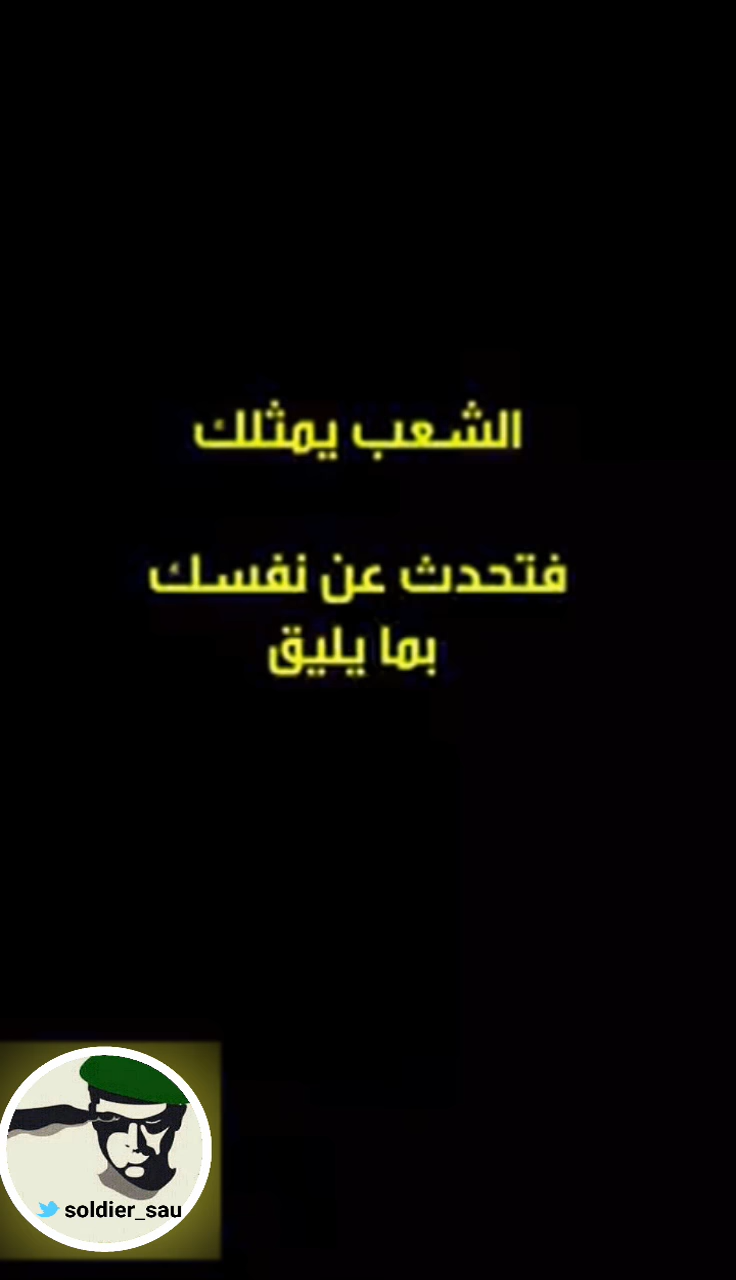 الشعب يمثلك
فتحدث عن نفسك
بما يليق
soldier_sau